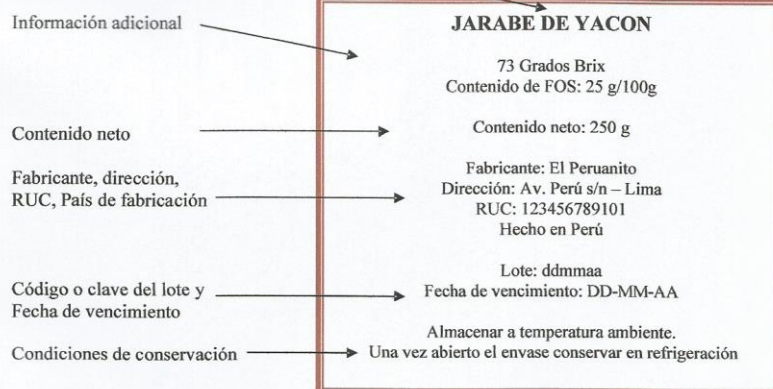 JARABE DE YACON
Información adicional
73 Grados Brix
Contenido de FOS: 25 g/100g
Contenido neto
Contenido neto: 250 g
Fabricante, dirección,
RUC, País de fabricación
Fabricante: El Peruanito
Dirección: Av. Perú s/n – Lima
RUC: 123456789101
Hecho en Perú
Código o clave del lote y
Fecha de vencimiento
Lote: ddmmaa
Fecha de vencimiento: DD-MM-AA
Condiciones de conservación
Almacenar a temperatura ambiente.
Una vez abierto el envase conservar en refrigeración